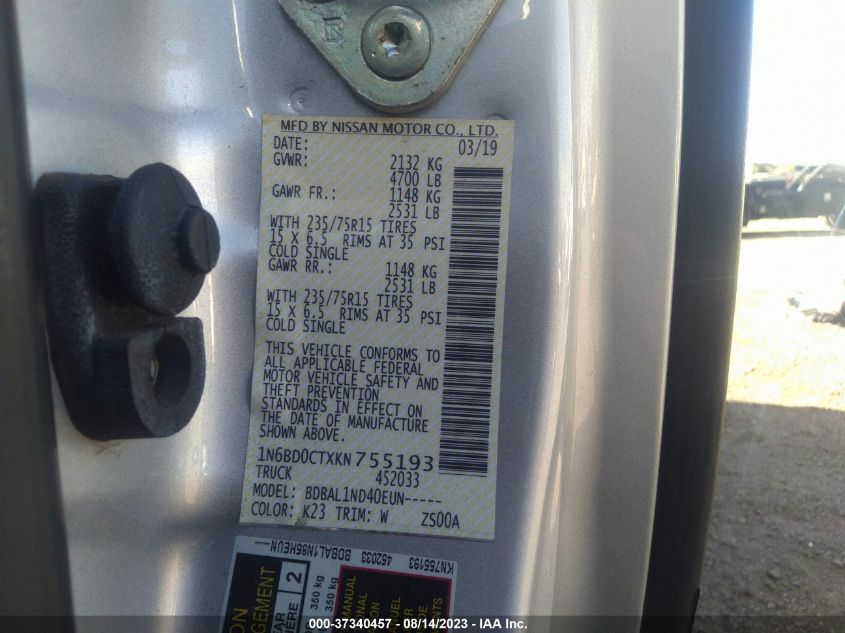 MFD BY NISSAN MOTOR CO., LTD.
DATE: 03/19
GVWR: 2132 KG
4700 LB
GAWR FR.: 1148 KG
2531 LB
WITH 235/75R15 TIRES
15 X 6.5 RIMS AT 35 PSI
COLD SINGLE
GAWR RR.: 1148 KG
2531 LB
WITH 235/75R15 TIRES
15 X 6.5 RIMS AT 35 PSI
COLD SINGLE
THIS VEHICLE CONFORMS TO
ALL APPLICABLE FEDERAL
MOTOR VEHICLE SAFETY AND
THEFT PREVENTION
STANDARDS IN EFFECT ON
THE DATE OF MANUFACTURE
SHOWN ABOVE.
1N6BD0CTXKN755193
TRUCK 452033
MODEL: BDBAL1ND40EUN-----
COLOR: K23 TRIM: W ZS00A
KN755193 452033 BDBAL1N85HEUN---
2
350 kg
350 kg
MANUAL
000-37340457 - 08/14/2023 - IAA Inc.